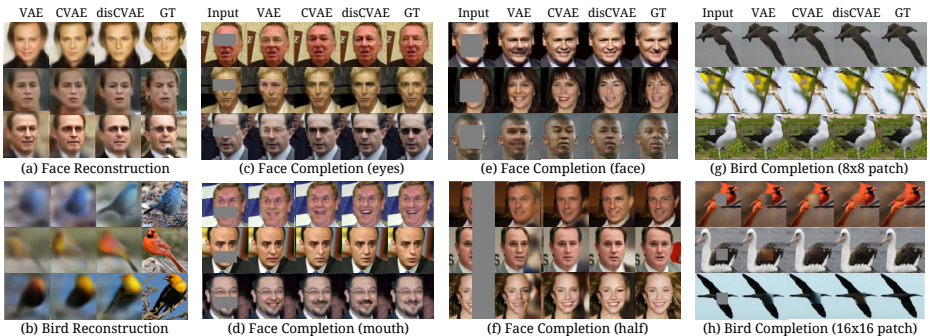 VAE CVAE disCVAE GT
Input VAE CVAE disCVAE GT
Input VAE CVAE disCVAE GT
Input VAE CVAE disCVAE GT
(a) Face Reconstruction
(c) Face Completion (eyes)
(e) Face Completion (face)
(g) Bird Completion (8x8 patch)
(b) Bird Reconstruction
(d) Face Completion (mouth)
(f) Face Completion (half)
(h) Bird Completion (16x16 patch)